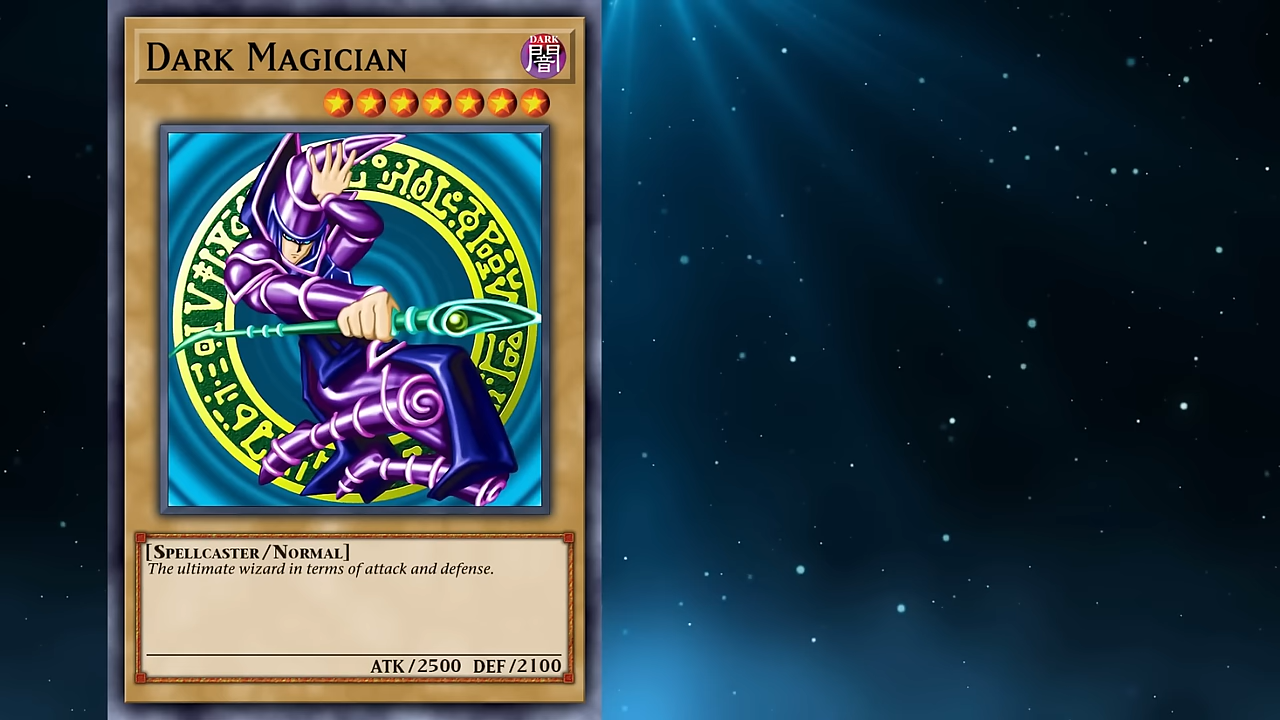 DARK MAGICIAN
DARK
闇
[SPELLCASTER/NORMAL]
The ultimate wizard in terms of attack and defense.
ATK/2500 DEF/2100